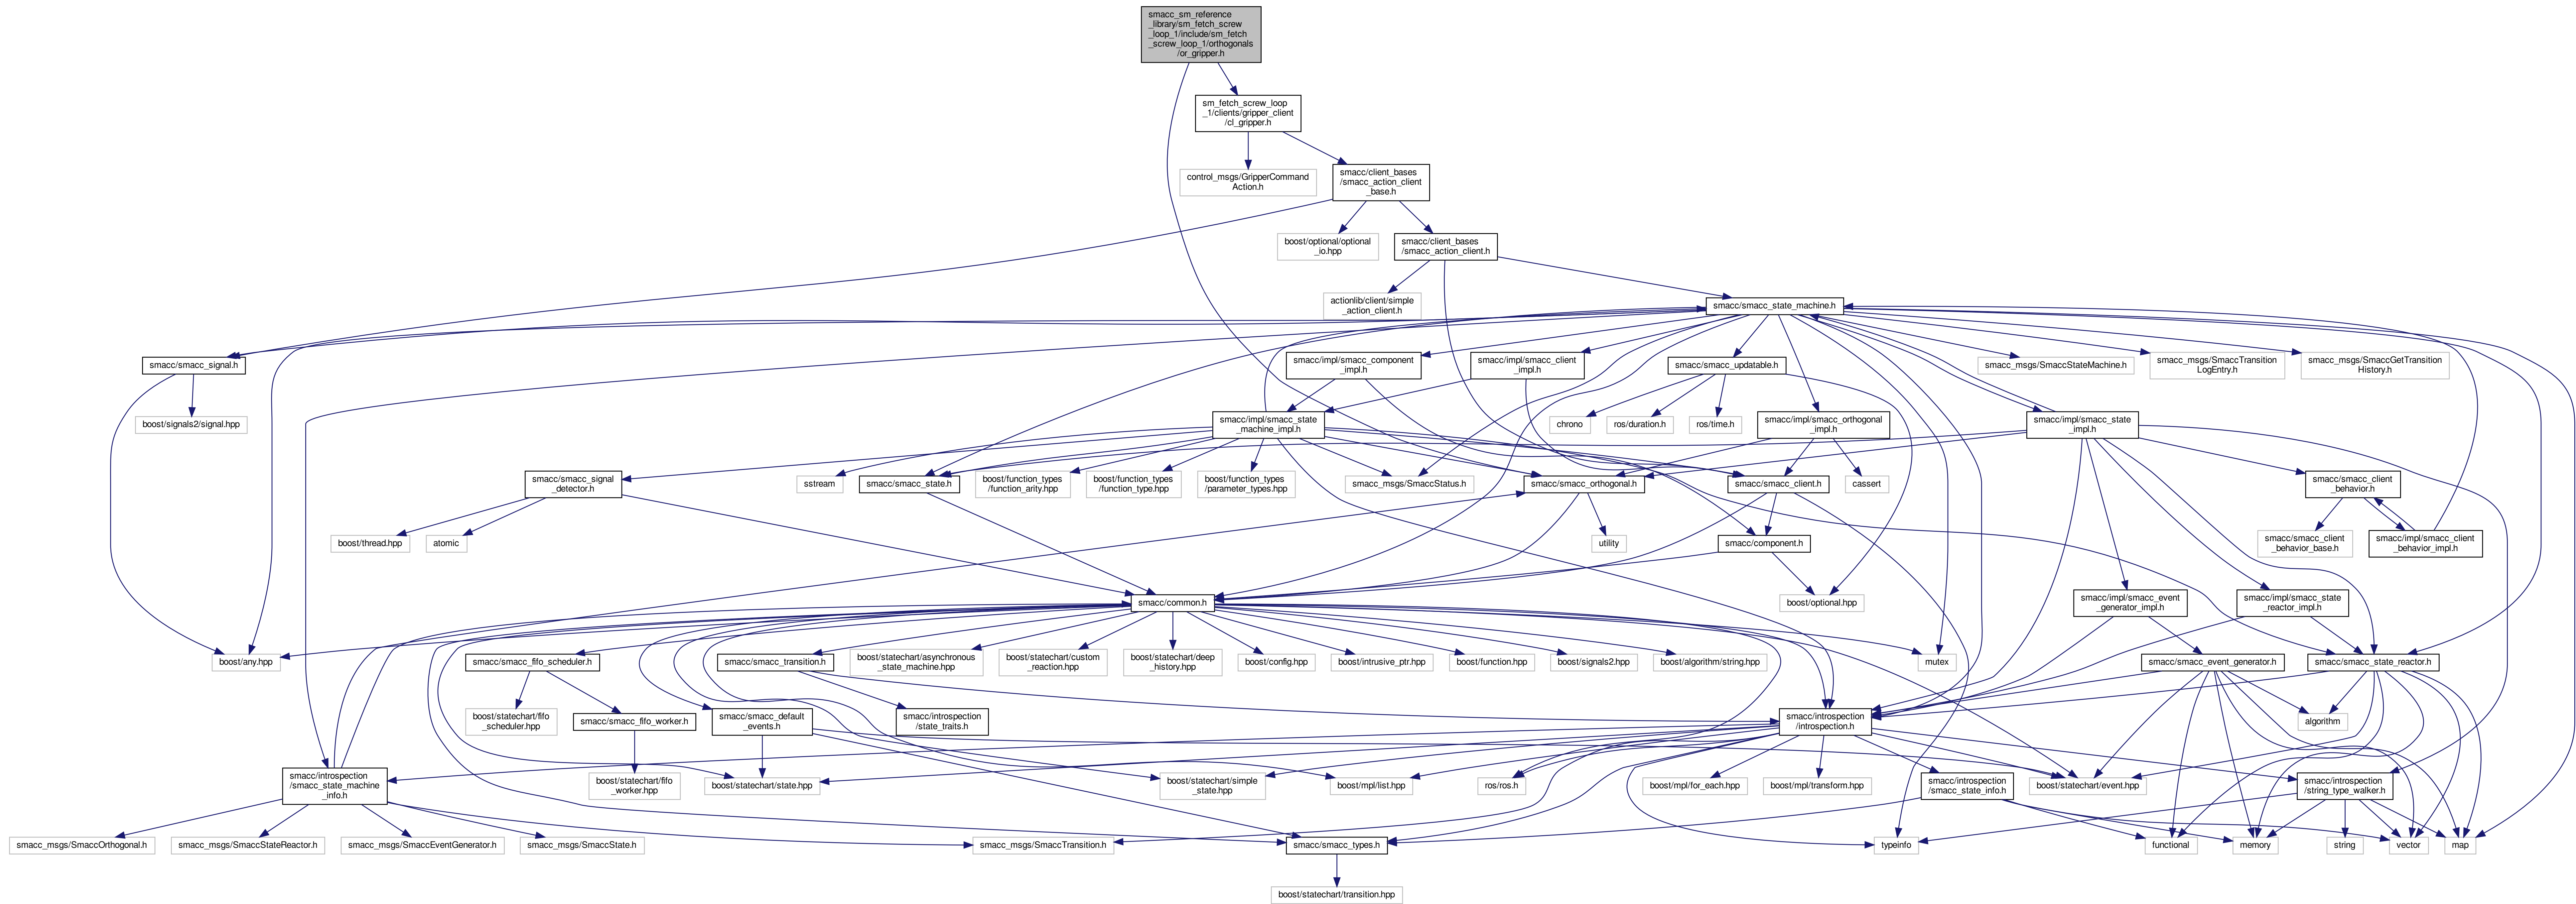 smacc_sm_reference
_library/sm_fetch_screw
_loop_1/include/sm_fetch
_screw_loop_1/orthogonals
/or_gripper.h
sm_fetch_screw_loop
_1/clients/gripper_client
/cl_gripper.h
control_msgs/GripperCommand
Action.h
smacc/client_bases
/smacc_action_client
_base.h
boost/optional/optional
_io.hpp
smacc/client_bases
/smacc_action_client.h
actionlib/client/simple
_action_client.h
smacc/smacc_state_machine.h
smacc/smacc_signal.h
smacc/impl/smacc_component
_impl.h
smacc/impl/smacc_client
_impl.h
smacc/smacc_updatable.h
smacc_msgs/SmaccStateMachine.h
smacc_msgs/SmaccTransition
LogEntry.h
smacc_msgs/SmaccGetTransition
History.h
boost/signals2/signal.hpp
smacc/impl/smacc_state
_machine_impl.h
chrono
ros/duration.h
ros/time.h
smacc/impl/smacc_orthogonal
_impl.h
smacc/impl/smacc_state
_impl.h
smacc/smacc_signal
_detector.h
sstream
smacc/smacc_state.h
boost/function_types
/function_arity.hpp
boost/function_types
/function_type.hpp
boost/function_types
/parameter_types.hpp
smacc_msgs/SmaccStatus.h
smacc/smacc_orthogonal.h
smacc/smacc_client.h
cassert
smacc/smacc_client
_behavior.h
boost/thread.hpp
atomic
utility
smacc/component.h
smacc/smacc_client
_behavior_base.h
smacc/impl/smacc_client
_behavior_impl.h
smacc/common.h
boost/optional.hpp
smacc/impl/smacc_event
_generator_impl.h
smacc/impl/smacc_state
_reactor_impl.h
boost/any.hpp
smacc/smacc_fifo_scheduler.h
smacc/smacc_transition.h
boost/statechart/asynchronous
_state_machine.hpp
boost/statechart/custom
_reaction.hpp
boost/statechart/deep
_history.hpp
boost/config.hpp
boost/intrusive_ptr.hpp
boost/function.hpp
boost/signals2.hpp
boost/algorithm/string.hpp
mutex
smacc/smacc_event_generator.h
smacc/smacc_state_reactor.h
boost/statechart/fifo
_scheduler.hpp
smacc/smacc_fifo_worker.h
smacc/smacc_default
_events.h
smacc/introspection
/state_traits.h
smacc/introspection
/introspection.h
algorithm
smacc/introspection
/smacc_state_machine
_info.h
boost/statechart/fifo
_worker.hpp
boost/statechart/state.hpp
boost/statechart/simple
_state.hpp
boost/mpl/list.hpp
ros/ros.h
boost/mpl/for_each.hpp
boost/mpl/transform.hpp
smacc/introspection
/smacc_state_info.h
boost/statechart/event.hpp
smacc/introspection
/string_type_walker.h
smacc_msgs/SmaccOrthogonal.h
smacc_msgs/SmaccStateReactor.h
smacc_msgs/SmaccEventGenerator.h
smacc_msgs/SmaccState.h
smacc_msgs/SmaccTransition.h
smacc/smacc_types.h
typeinfo
functional
memory
string
vector
map
boost/statechart/transition.hpp